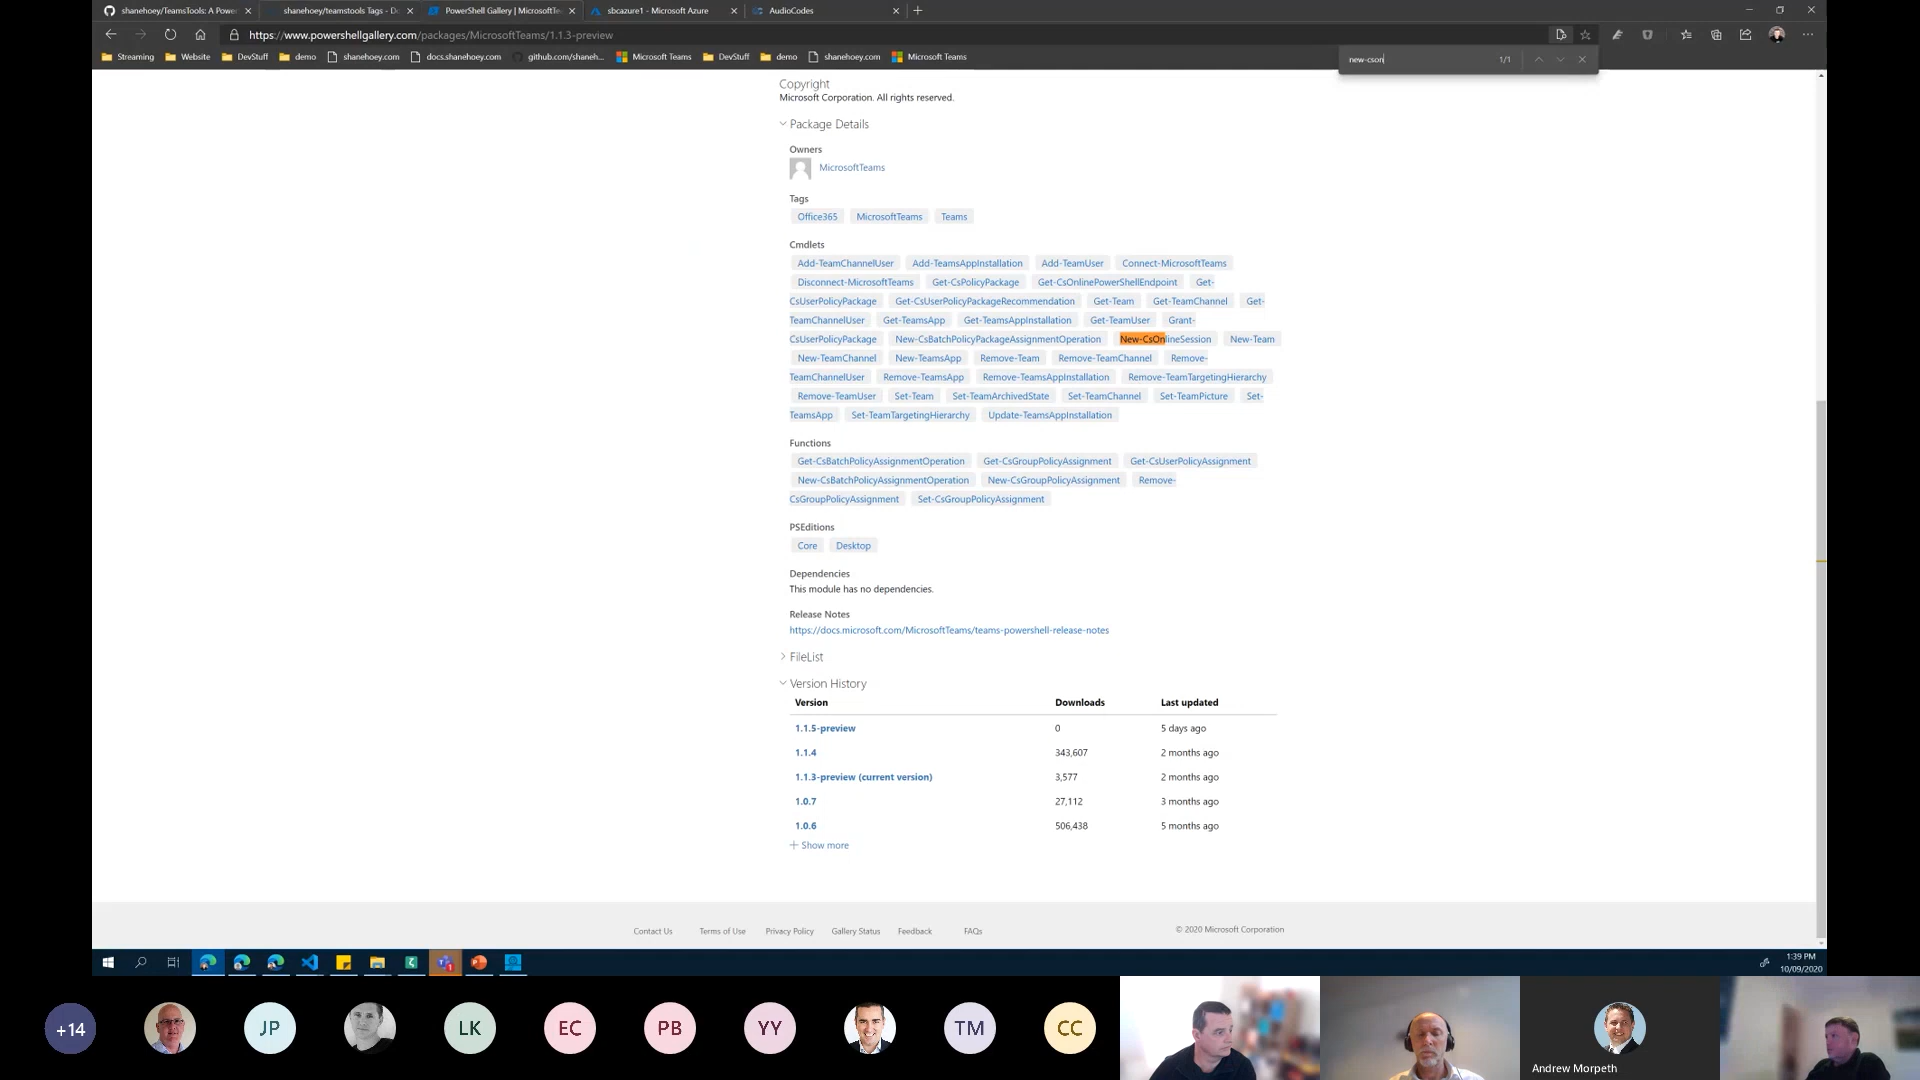 shanehoey/TeamsTools: A Power
shanehoey/teamstools Tags - Do
PowerShell Gallery | MicrosoftTe
sbcazure1 - Microsoft Azure
AudioCodes
https://www.powershellgallery.com/packages/MicrosoftTeams/1.1.3-preview
Streaming Website DevStuff demo shanehoey.com docs.shanehoey.com github.com/shaneh... Microsoft Teams DevStuff demo shanehoey.com Microsoft Teams
new-cson 1/1
Copyright
Microsoft Corporation. All rights reserved.
Package Details
Owners
MicrosoftTeams
Tags
Office365 MicrosoftTeams Teams
Cmdlets
Add-TeamChannelUser Add-TeamsAppInstallation Add-TeamUser Connect-MicrosoftTeams
Disconnect-MicrosoftTeams Get-CsPolicyPackage Get-CsOnlinePowerShellEndpoint Get-
CsUserPolicyPackage Get-CsUserPolicyPackageRecommendation Get-Team Get-TeamChannel Get-
TeamChannelUser Get-TeamsApp Get-TeamsAppInstallation Get-TeamUser Grant-
CsUserPolicyPackage New-CsBatchPolicyPackageAssignmentOperation New-CsOnlineSession New-Team
New-TeamChannel New-TeamsApp Remove-Team Remove-TeamChannel Remove-
TeamChannelUser Remove-TeamsApp Remove-TeamsAppInstallation Remove-TeamTargetingHierarchy
Remove-TeamUser Set-Team Set-TeamArchivedState Set-TeamChannel Set-TeamPicture Set-
TeamsApp Set-TeamTargetingHierarchy Update-TeamsAppInstallation
Functions
Get-CsBatchPolicyAssignmentOperation Get-CsGroupPolicyAssignment Get-CsUserPolicyAssignment
New-CsBatchPolicyAssignmentOperation New-CsGroupPolicyAssignment Remove-
CsGroupPolicyAssignment Set-CsGroupPolicyAssignment
PSEditions
Core Desktop
Dependencies
This module has no dependencies.
Release Notes
https://docs.microsoft.com/MicrosoftTeams/teams-powershell-release-notes
FileList
Version History
Version Downloads Last updated
1.1.5-preview 0 5 days ago
1.1.4 343,607 2 months ago
1.1.3-preview (current version) 3,577 2 months ago
1.0.7 27,112 3 months ago
1.0.6 506,438 5 months ago
+ Show more
Contact Us Terms of Use Privacy Policy Gallery Status Feedback FAQs © 2020 Microsoft Corporation
1:39 PM
10/09/2020
+14 JP LK EC PB YY TM CC
Andrew Morpeth